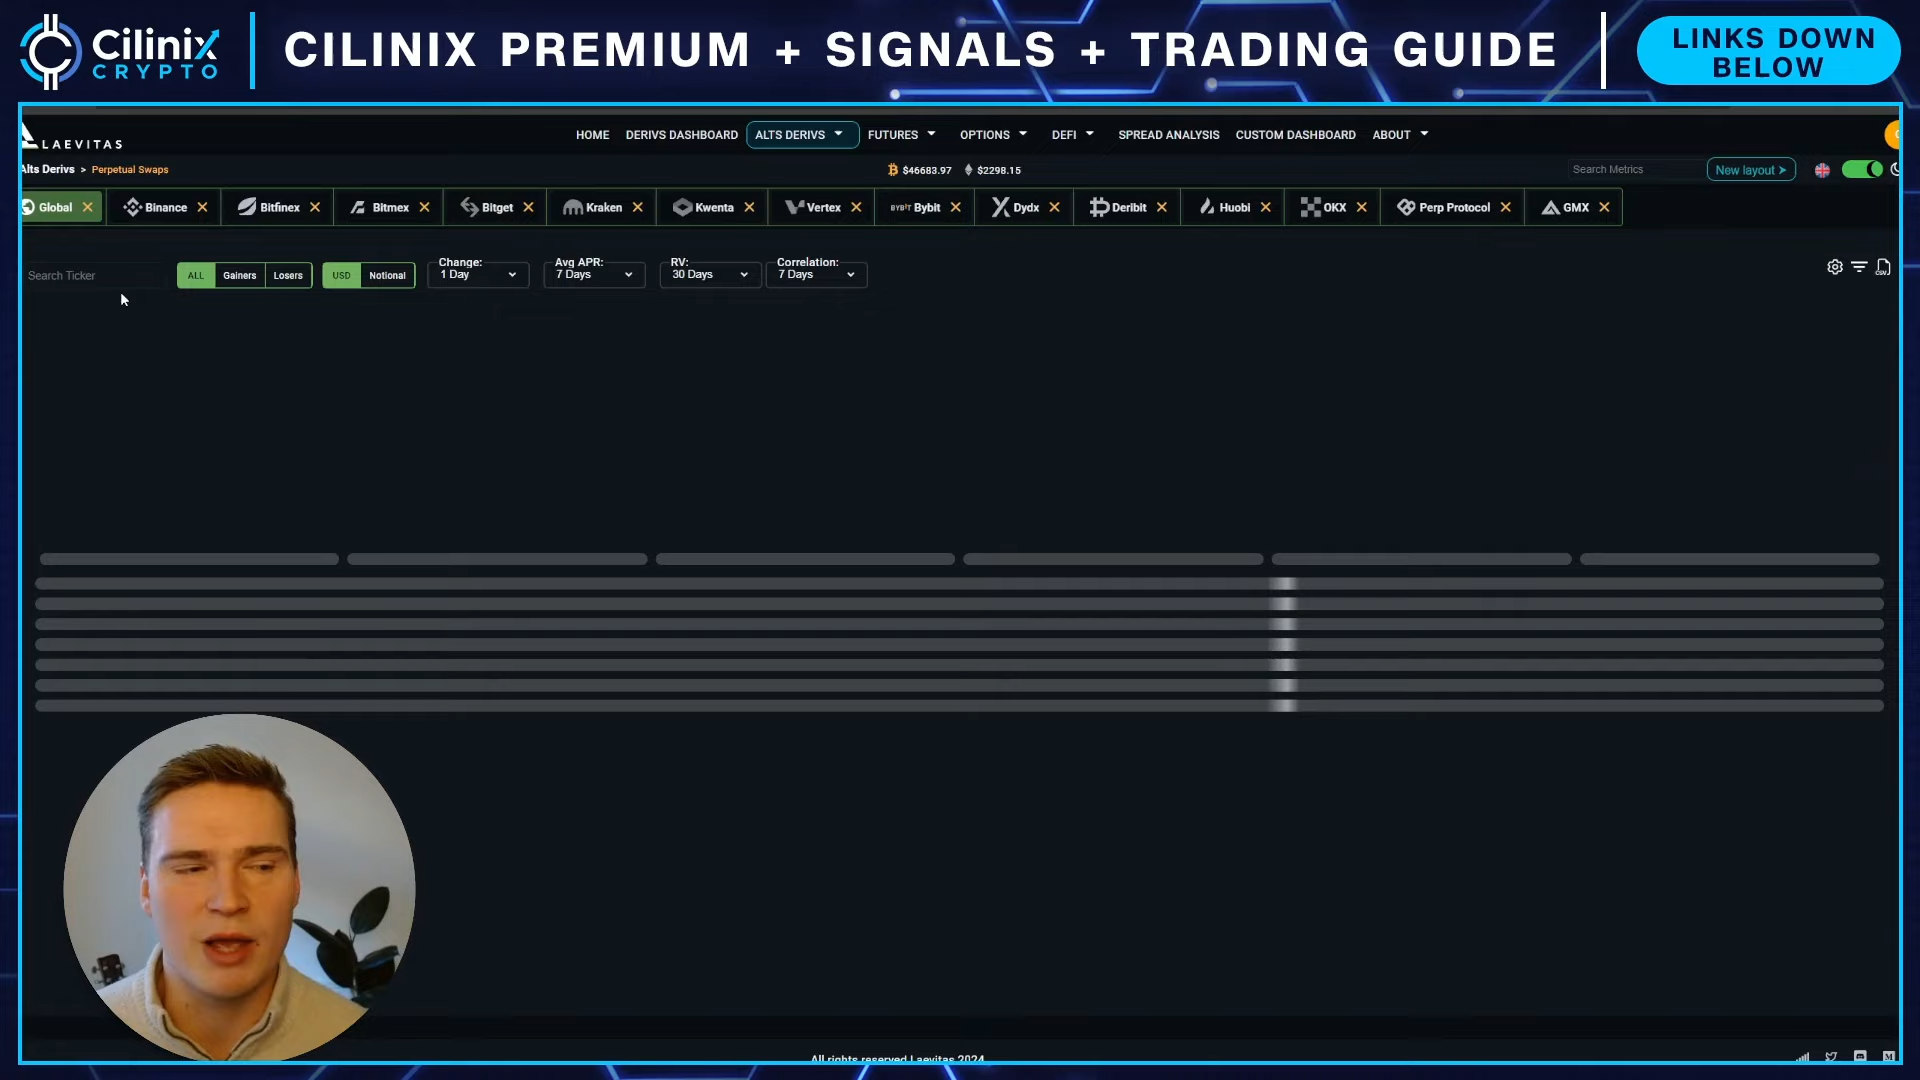 Cilinix
CRYPTO
CILINIX PREMIUM + SIGNALS + TRADING GUIDE
LINKS DOWN
BELOW
LAEVITAS
HOME DERIVS DASHBOARD ALTS DERIVS FUTURES OPTIONS DEFI SPREAD ANALYSIS CUSTOM DASHBOARD ABOUT
Alts Derivs > Perpetual Swaps
$46683.97 $2298.15
Search Metrics
New layout
Global Binance Bitfinex Bitmex Bitget Kraken Kwenta Vertex BYBIT Bybit Dydx Deribit Huobi OKX Perp Protocol GMX
Search Ticker
ALL Gainers Losers
USD Notional
Change:
1 Day
Avg APR:
7 Days
RV:
30 Days
Correlation:
7 Days
CSV
All rights reserved Laevitas 2024